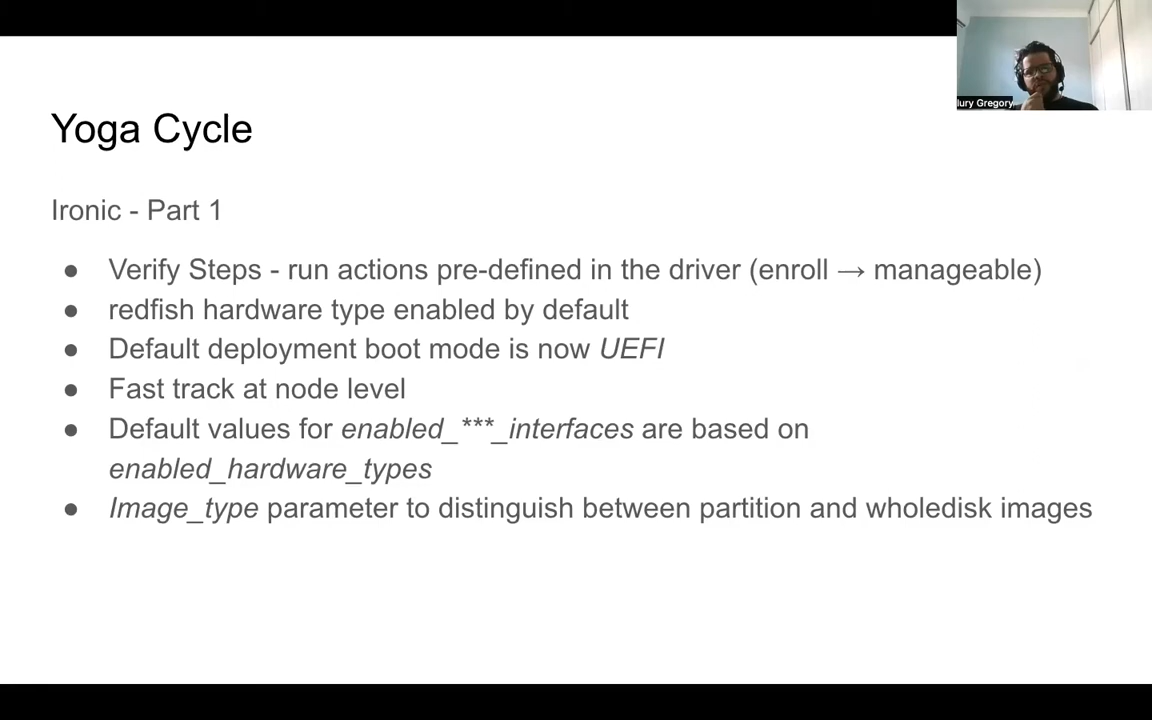 Iury Gregory
Yoga Cycle
Ironic - Part 1
● Verify Steps - run actions pre-defined in the driver (enroll → manageable)
● redfish hardware type enabled by default
● Default deployment boot mode is now UEFI
● Fast track at node level
● Default values for enabled_***_interfaces are based on
enabled_hardware_types
● Image_type parameter to distinguish between partition and wholedisk images